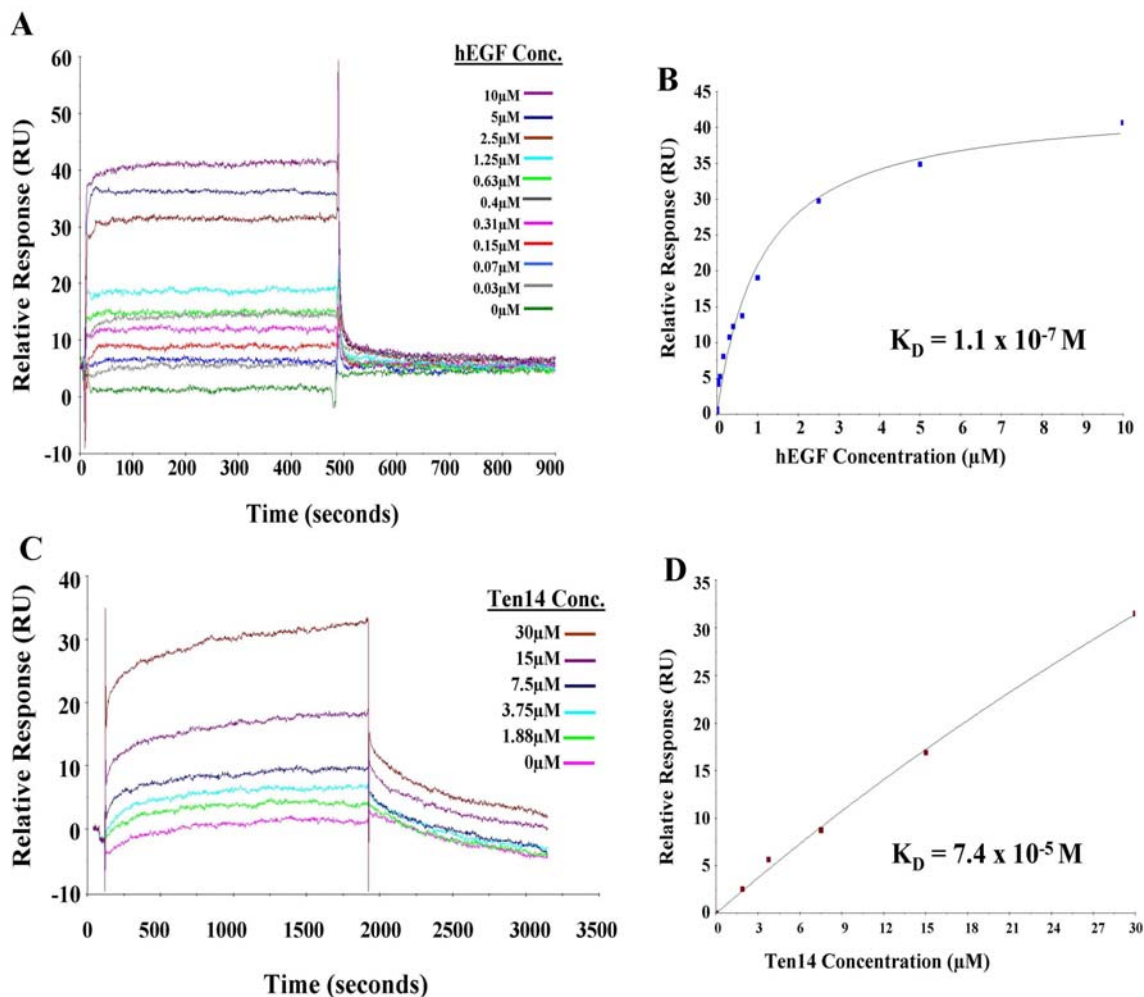 A
hEGF Conc.
10µM
5µM
2.5µM
1.25µM
0.63µM
0.4µM
0.31µM
0.15µM
0.07µM
0.03µM
0µM
Relative Response (RU)
60
50
40
30
20
10
0
-10
0 100 200 300 400 500 600 700 800 900
Time (seconds)
B
Relative Response (RU)
45
40
35
30
25
20
15
10
5
0
K_D = 1.1 x 10^-7 M
0 1 2 3 4 5 6 7 8 9 10
hEGF Concentration (µM)
C
Ten14 Conc.
30µM
15µM
7.5µM
3.75µM
1.88µM
0µM
Relative Response (RU)
40
30
20
10
0
-10
0 500 1000 1500 2000 2500 3000 3500
Time (seconds)
D
Relative Response (RU)
35
30
25
20
15
10
5
0
K_D = 7.4 x 10^-5 M
0 3 6 9 12 15 18 21 24 27 30
Ten14 Concentration (µM)